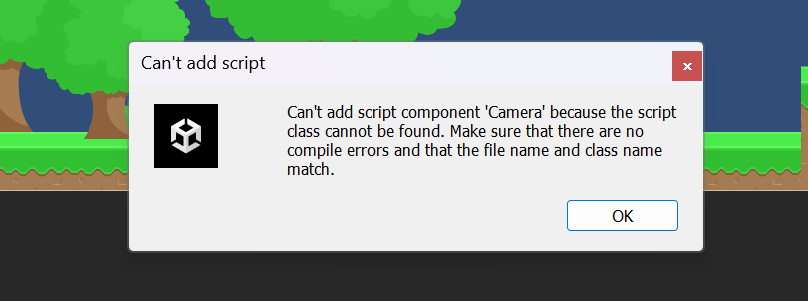 Can't add script
Can't add script component 'Camera' because the script
class cannot be found. Make sure that there are no
compile errors and that the file name and class name
match.
OK